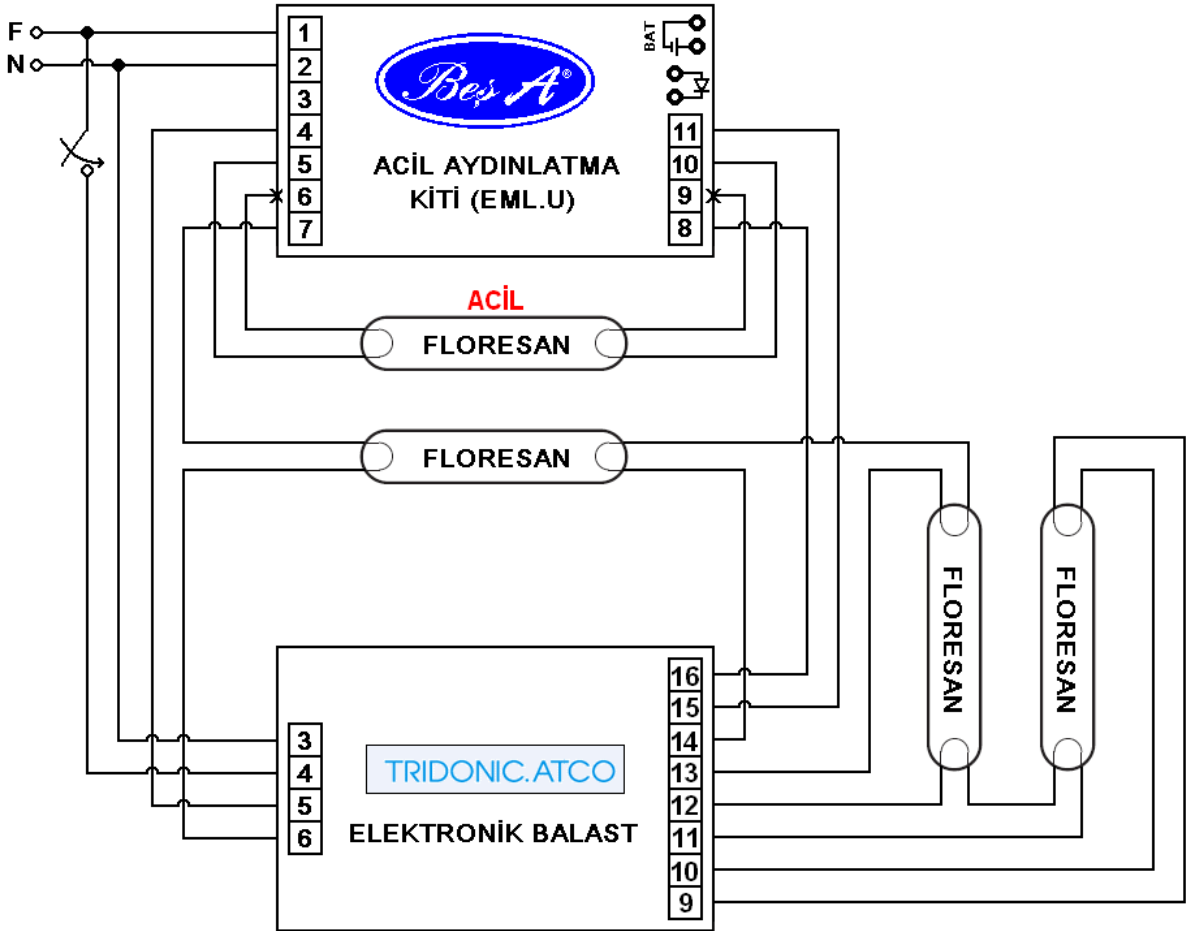 F
N
1
2
3
4
5
6
7
Beş A®
ACİL AYDINLATMA
KİTİ (EML.U)
BAT
11
10
9
8
ACİL
FLORESAN
FLORESAN
FLORESAN
FLORESAN
3
4
5
6
TRIDONIC.ATCO
ELEKTRONİK BALAST
16
15
14
13
12
11
10
9